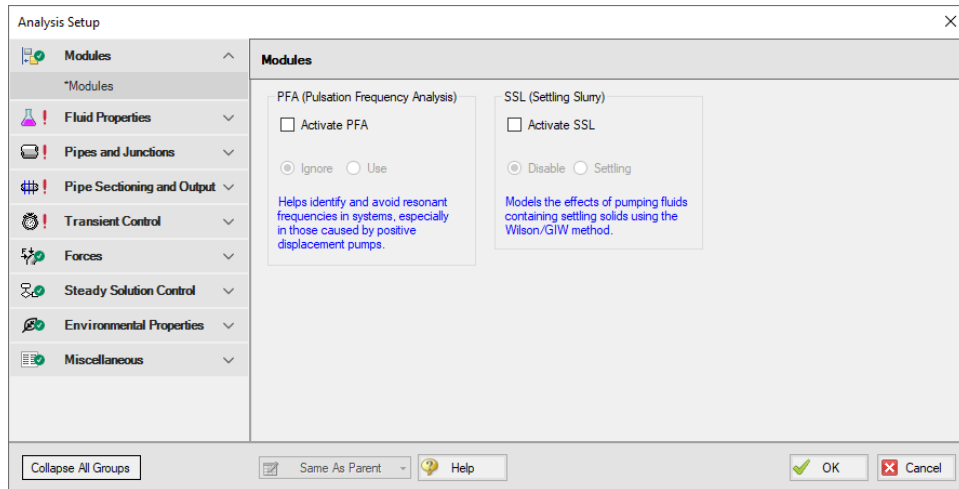 Analysis Setup
Modules
*Modules
Fluid Properties
Pipes and Junctions
Pipe Sectioning and Output
Transient Control
Forces
Steady Solution Control
Environmental Properties
Miscellaneous
Collapse All Groups
Modules
PFA (Pulsation Frequency Analysis)
Activate PFA
Ignore Use
Helps identify and avoid resonant
frequencies in systems, especially
in those caused by positive
displacement pumps.
SSL (Settling Slurry)
Activate SSL
Disable Settling
Models the effects of pumping fluids
containing settling solids using the
Wilson/GIW method.
Same As Parent
Help
OK
Cancel